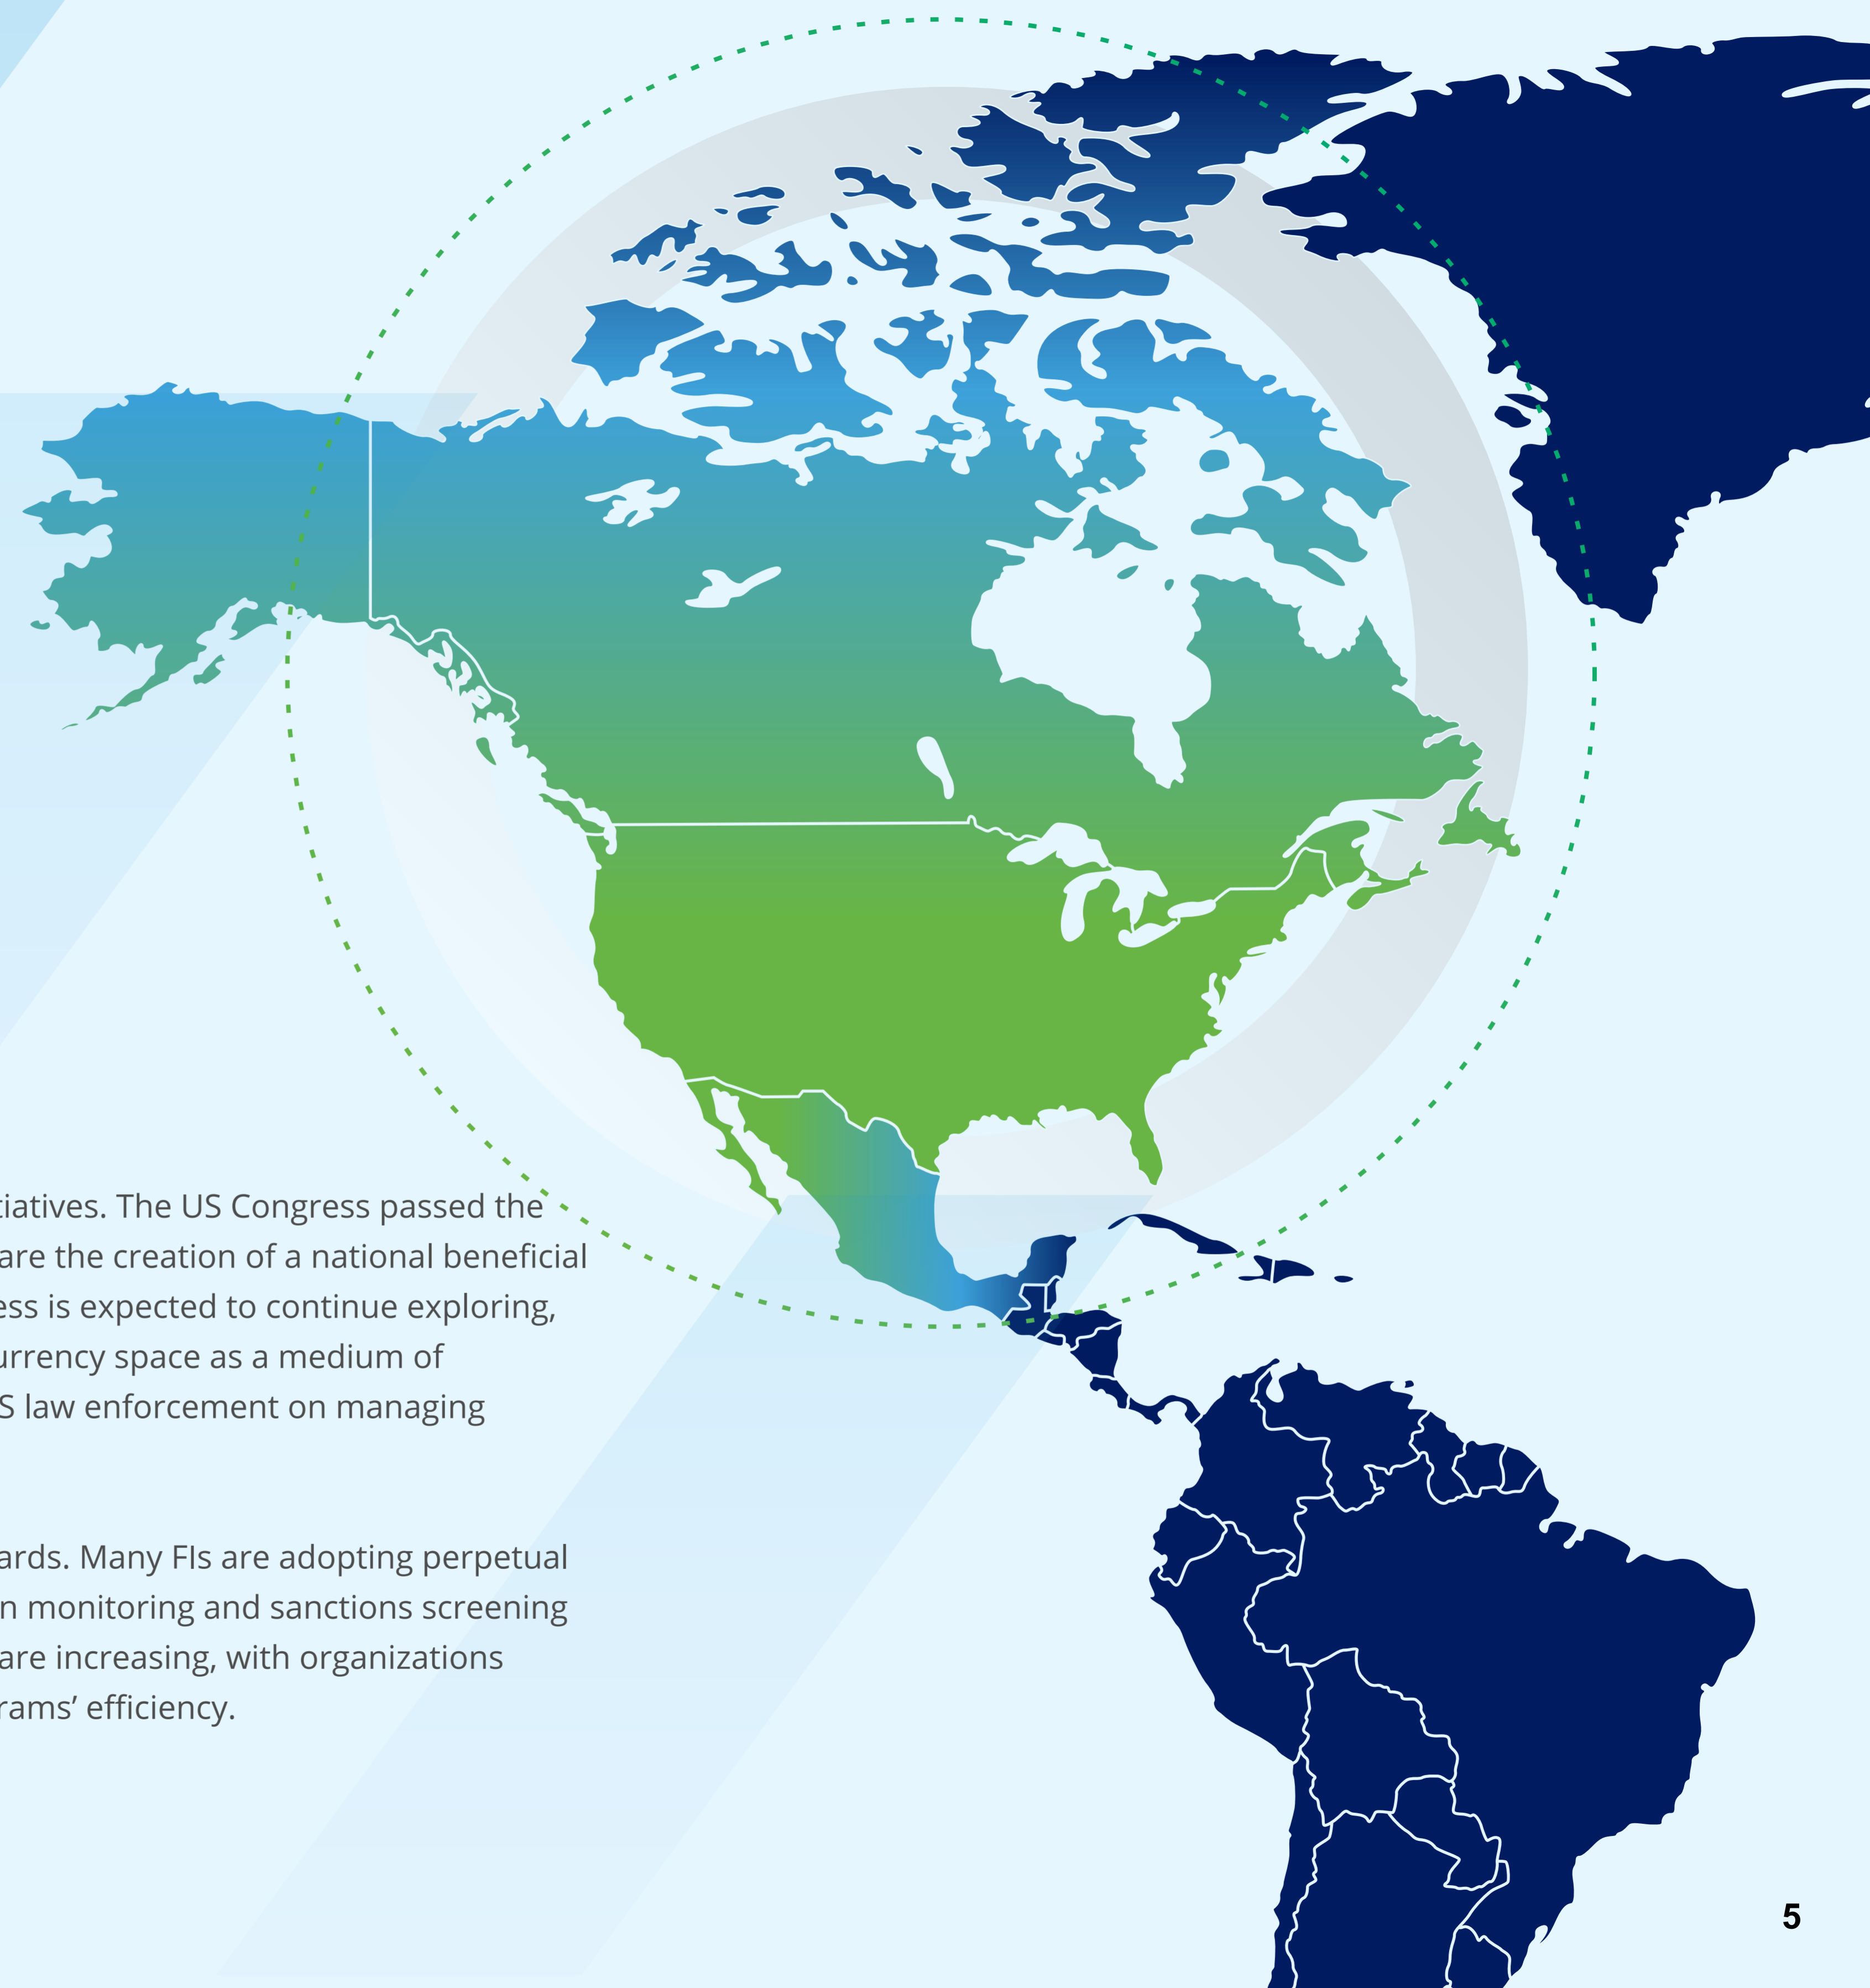 tiatives. The US Congress passed the
are the creation of a national beneficial
ess is expected to continue exploring,
urrency space as a medium of
S law enforcement on managing
ards. Many FIs are adopting perpetual
n monitoring and sanctions screening
are increasing, with organizations
rams’ efficiency.
5